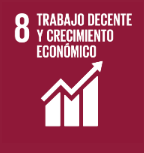 8 TRABAJO DECENTE
Y CRECIMIENTO
ECONÓMICO